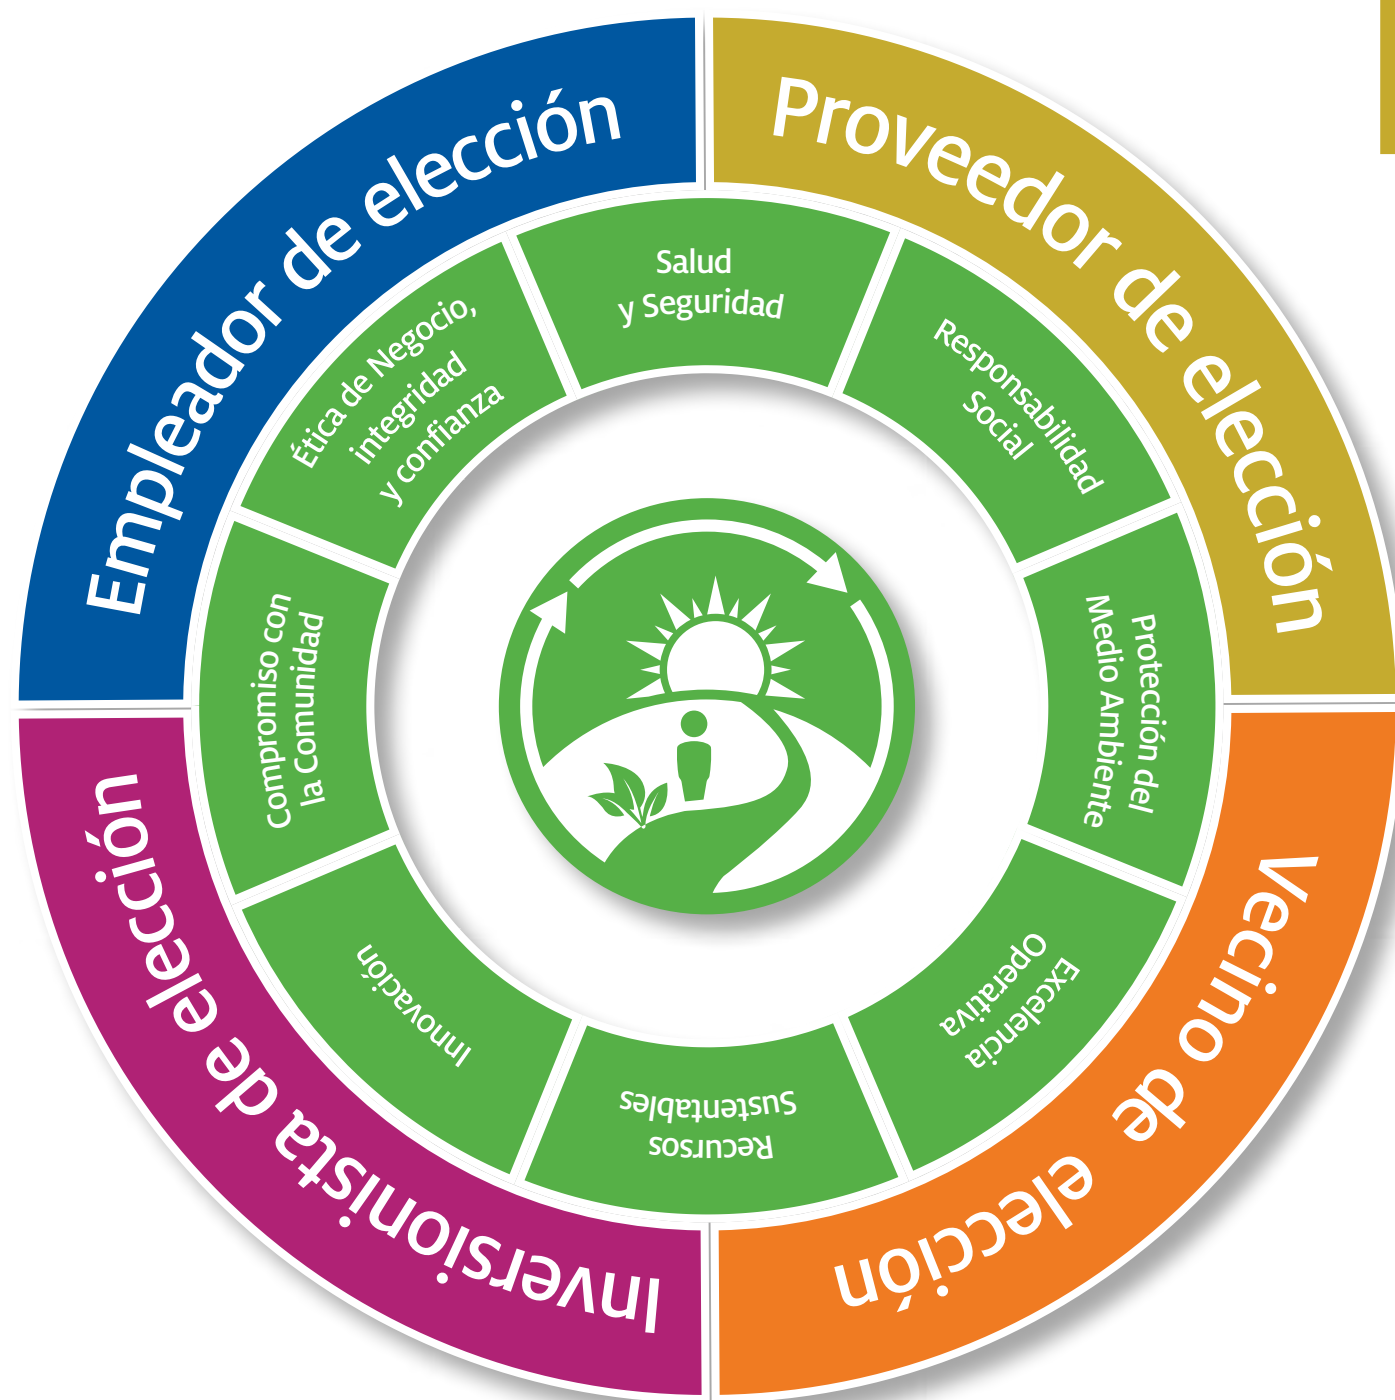 Empleador de elección
Proveedor de elección
Vecino de elección
Inversionista de elección
Salud
y Seguridad
Responsabilidad
Social
Protección del
Medio Ambiente
Excelencia
Operativa
Recursos
Sustentables
Innovación
Compromiso con
la Comunidad
Ética de Negocio,
integridad
y confianza